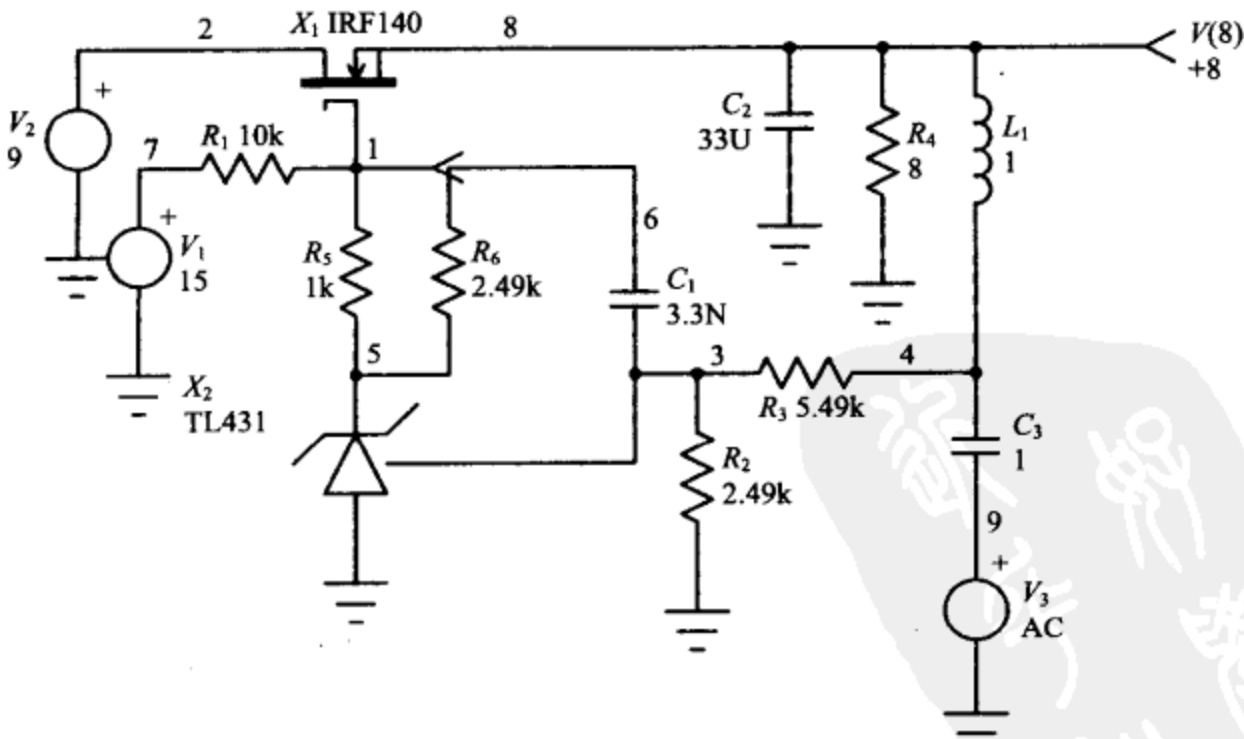 2
X₁ IRF140
8
V(8)
+8
V₂
9
+
7
R₁ 10k
1
C₂
33U
R₄
8
L₁
1
+
V₁
15
R₅
1k
R₆
2.49k
6
C₁
3.3N
5
3
4
X₂
TL431
R₃ 5.49k
R₂
2.49k
C₃
1
9
+
V₃
AC